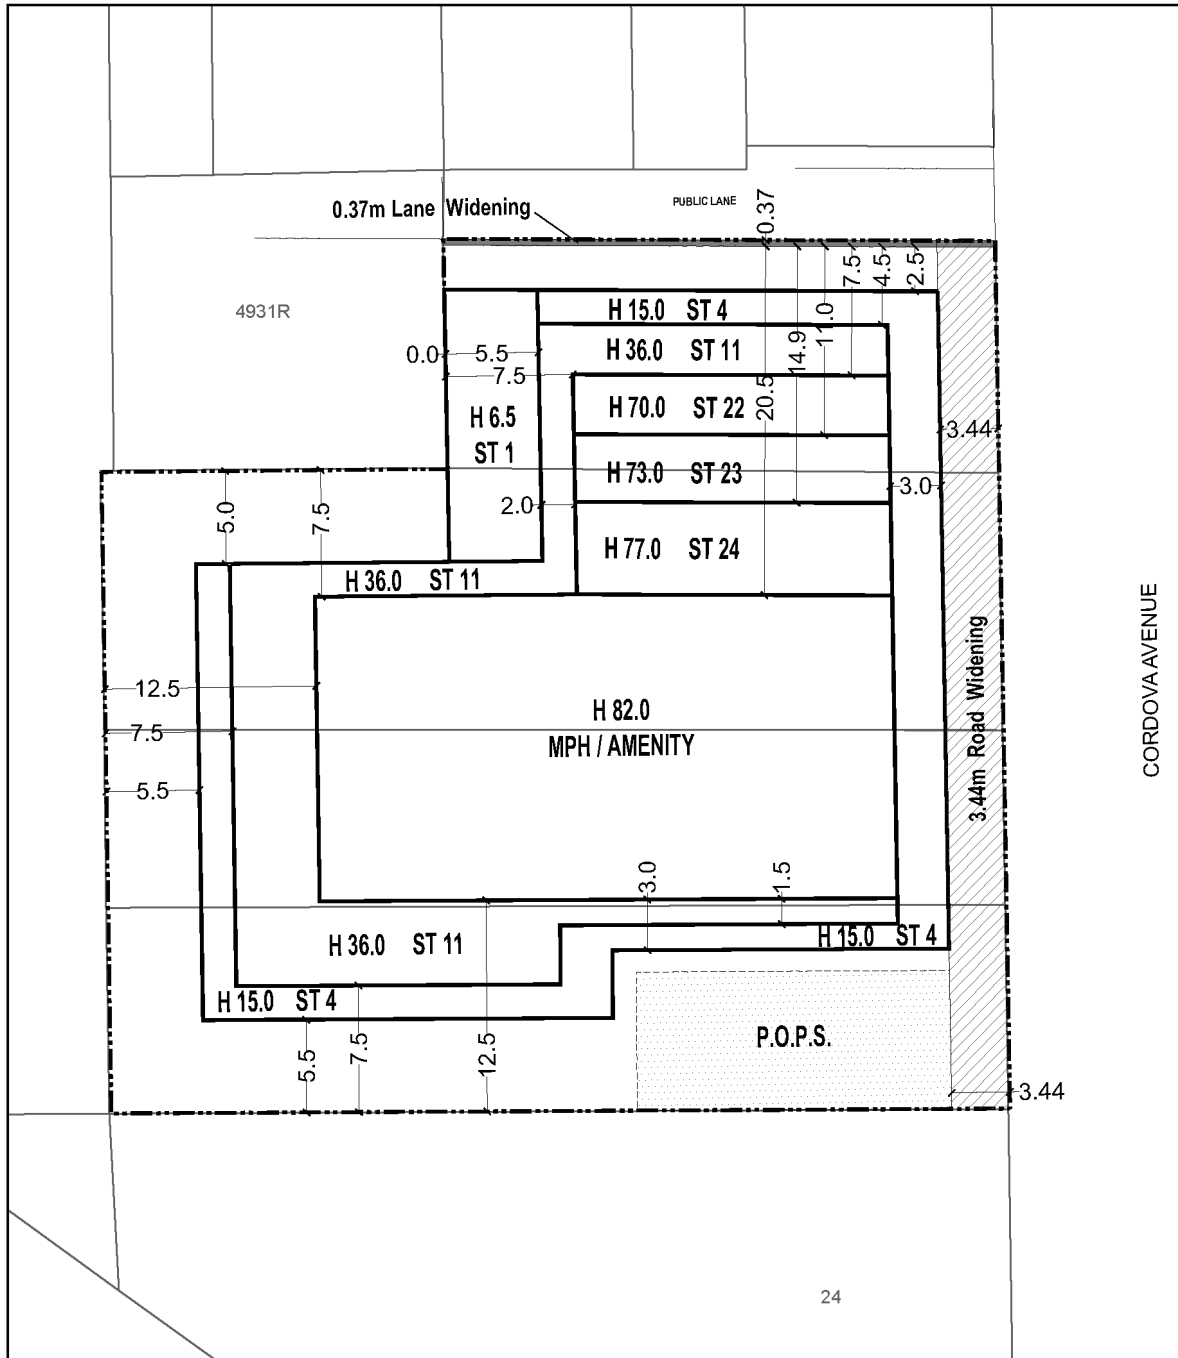 PUBLIC LANE
0.37m Lane Widening
0.37
7.5
4.5
2.5
4931R
H 15.0 ST 4
11.0
0.0
5.5
H 36.0 ST 11
14.9
7.5
20.5
H 6.5
ST 1
H 70.0 ST 22
3.44
H 73.0 ST 23
3.0
5.0
7.5
2.0
H 77.0 ST 24
H 36.0 ST 11
CORDOVA AVENUE
3.44m Road Widening
12.5
H 82.0
MPH / AMENITY
7.5
5.5
3.0
1.5
H 36.0 ST 11
H 15.0 ST 4
H 15.0 ST 4
P.O.P.S.
5.5
7.5
12.5
3.44
24